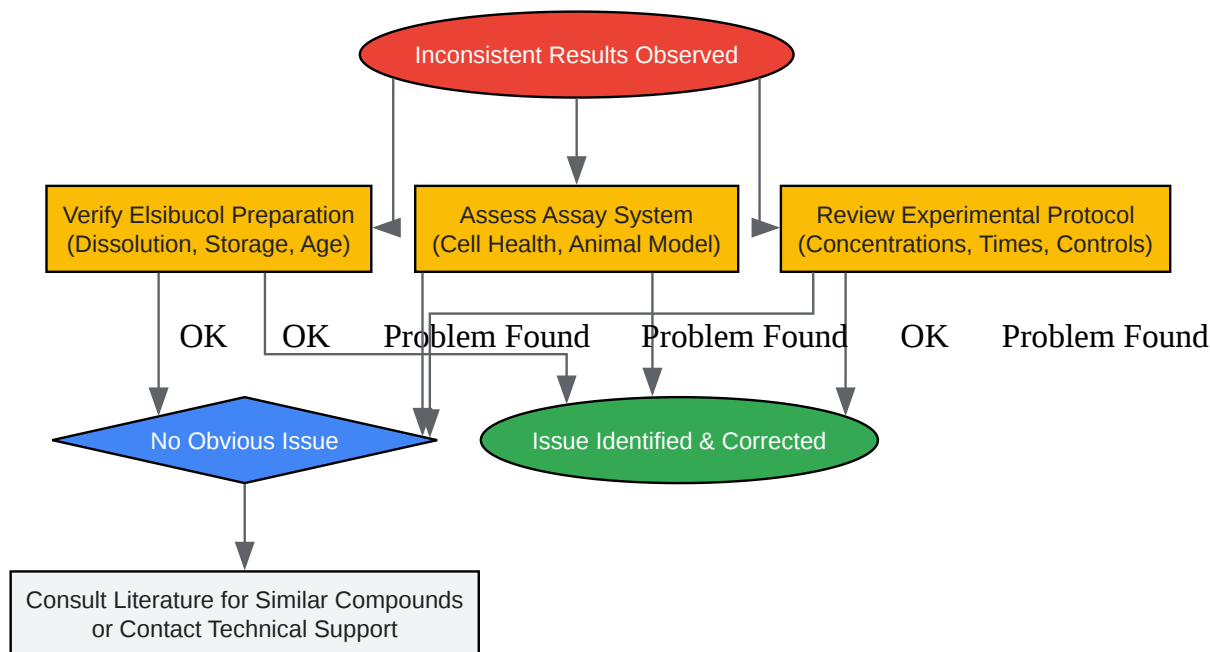 Inconsistent Results Observed
Verify Elsibucol Preparation
(Dissolution, Storage, Age)
Assess Assay System
(Cell Health, Animal Model)
Review Experimental Protocol
(Concentrations, Times, Controls)
OK
OK
Problem Found
Problem Found
OK
Problem Found
No Obvious Issue
Issue Identified & Corrected
Consult Literature for Similar Compounds
or Contact Technical Support